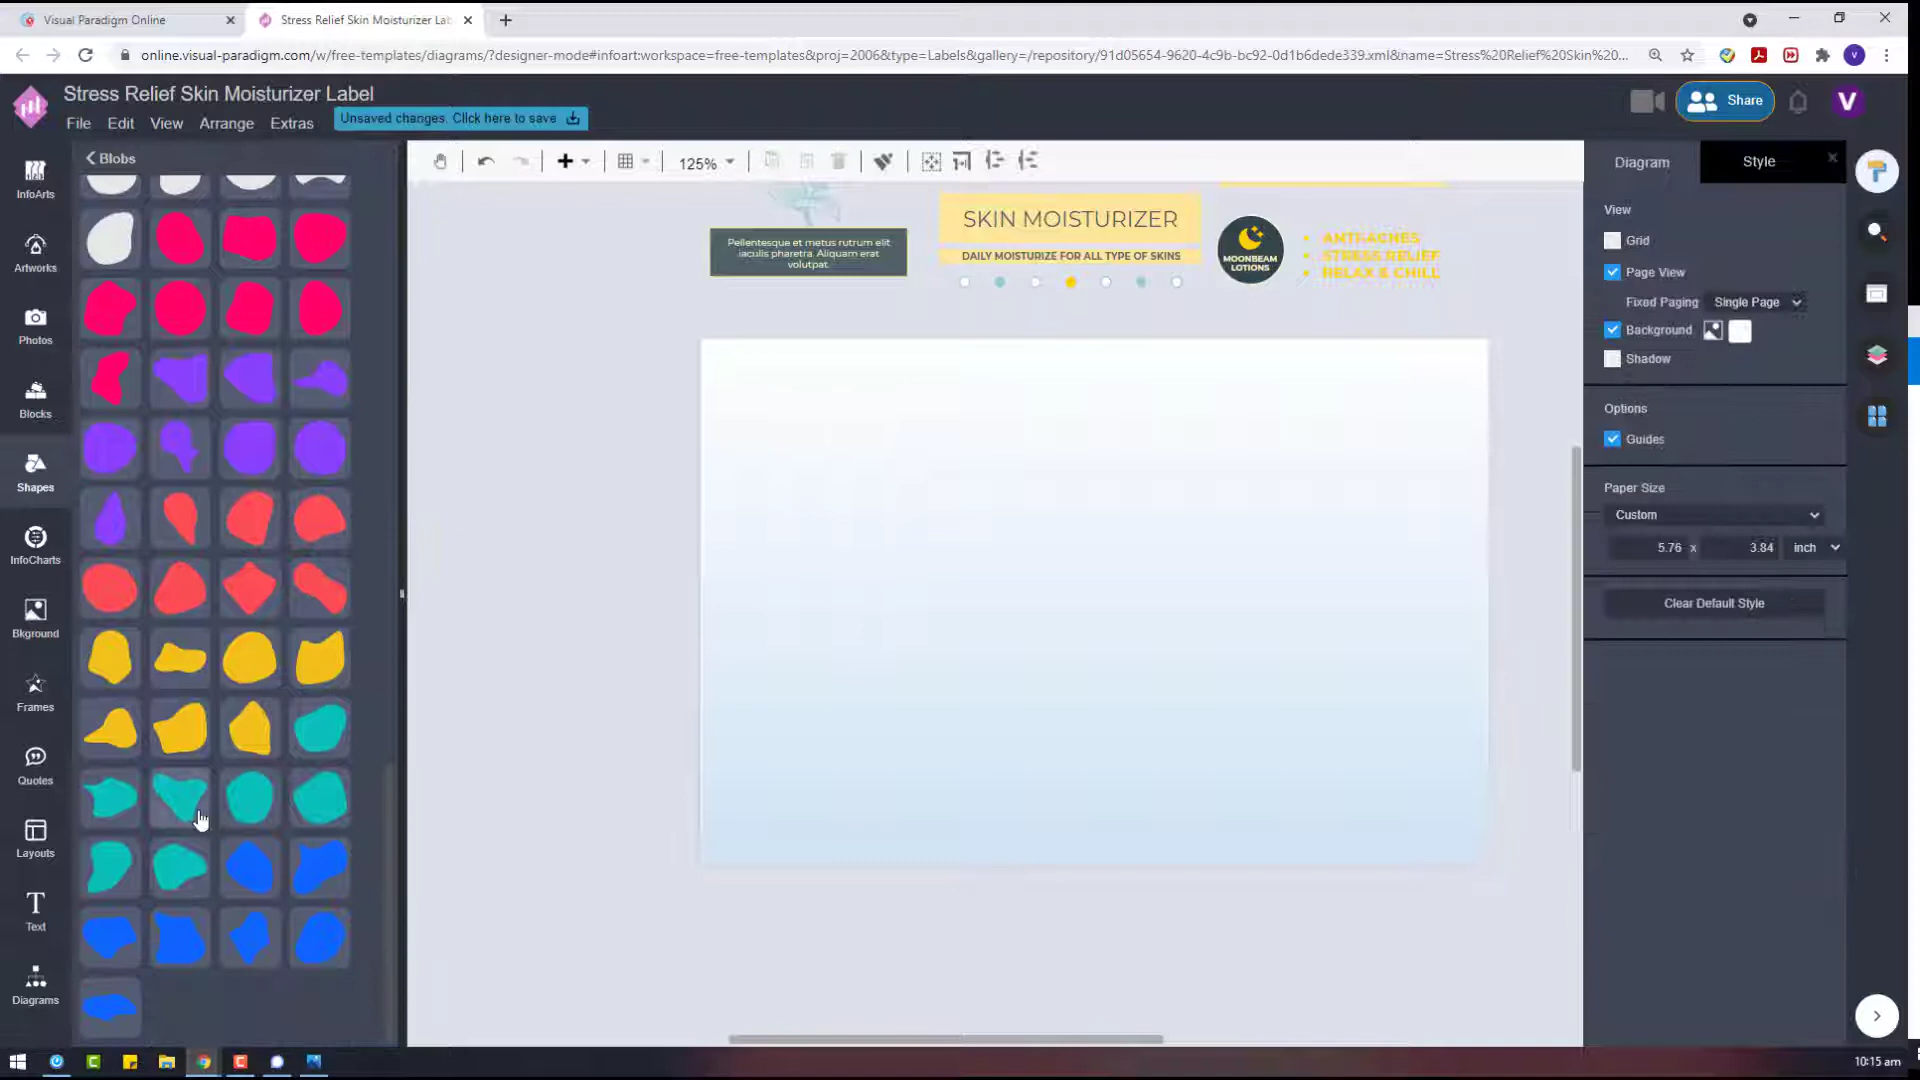 Visual Paradigm Online
Stress Relief Skin Moisturizer Lab
online.visual-paradigm.com/w/free-templates/diagrams/?designer-mode#infoart:workspace=free-templates&proj=2006&type=Labels&gallery=/repository/91d05654-9620-4c9b-bc92-0d1b6dede339.xml&name=Stress%20Relief%20Skin%20...
V
Stress Relief Skin Moisturizer Label
File Edit View Arrange Extras
Unsaved changes. Click here to save
Share
V
Blobs
125%
InfoArts
Artworks
Photos
Blocks
Shapes
InfoCharts
Bkground
Frames
Quotes
Layouts
Text
Diagrams
Pellentesque et metus rutrum elit
iaculis pharetra. Aliquam erat
volutpat.
SKIN MOISTURIZER
DAILY MOISTURIZE FOR ALL TYPE OF SKINS
MOONBEAM
LOTIONS
ANTI-ACNES
STRESS RELIEF
RELAX & CHILL
Diagram
Style
View
Grid
Page View
Fixed Paging Single Page
Background
Shadow
Options
Guides
Paper Size
Custom
5.76 x 3.84 inch
Clear Default Style
10:15 am